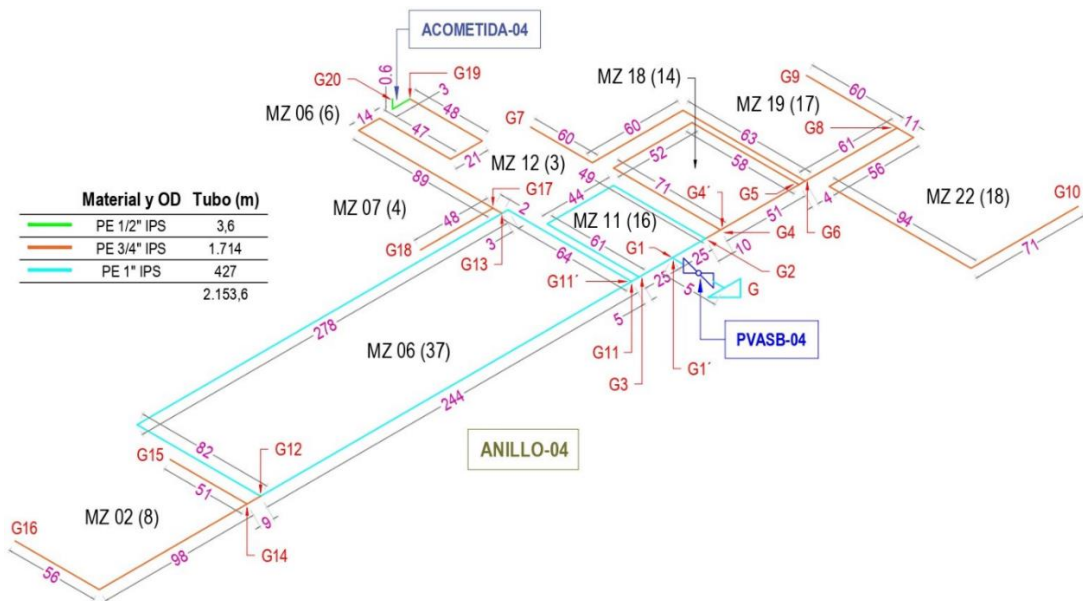 ACOMETIDA-04
0.6
G20
G19
3
48
MZ 06 (6)
14
47
21
MZ 18 (14)
MZ 19 (17)
G9
60
11
G7
60
60
63
G8
61
MZ 12 (3)
52
58
56
89
49
44
71
G4´
G5
MZ 22 (18)
G10
Material y OD Tubo (m)
PE 1/2" IPS 3,6
PE 3/4" IPS 1.714
PE 1" IPS 427
2.153,6
MZ 07 (4)
G17
2
MZ 11 (16)
51
4
G6
94
71
48
G18
3
G13
61
64
G1
G4
10
G2
25
G11´
25
5
G
278
5
PVASB-04
G11
G3
G1´
MZ 06 (37)
244
ANILLO-04
82
G12
G15
51
MZ 02 (8)
9
G14
G16
98
56